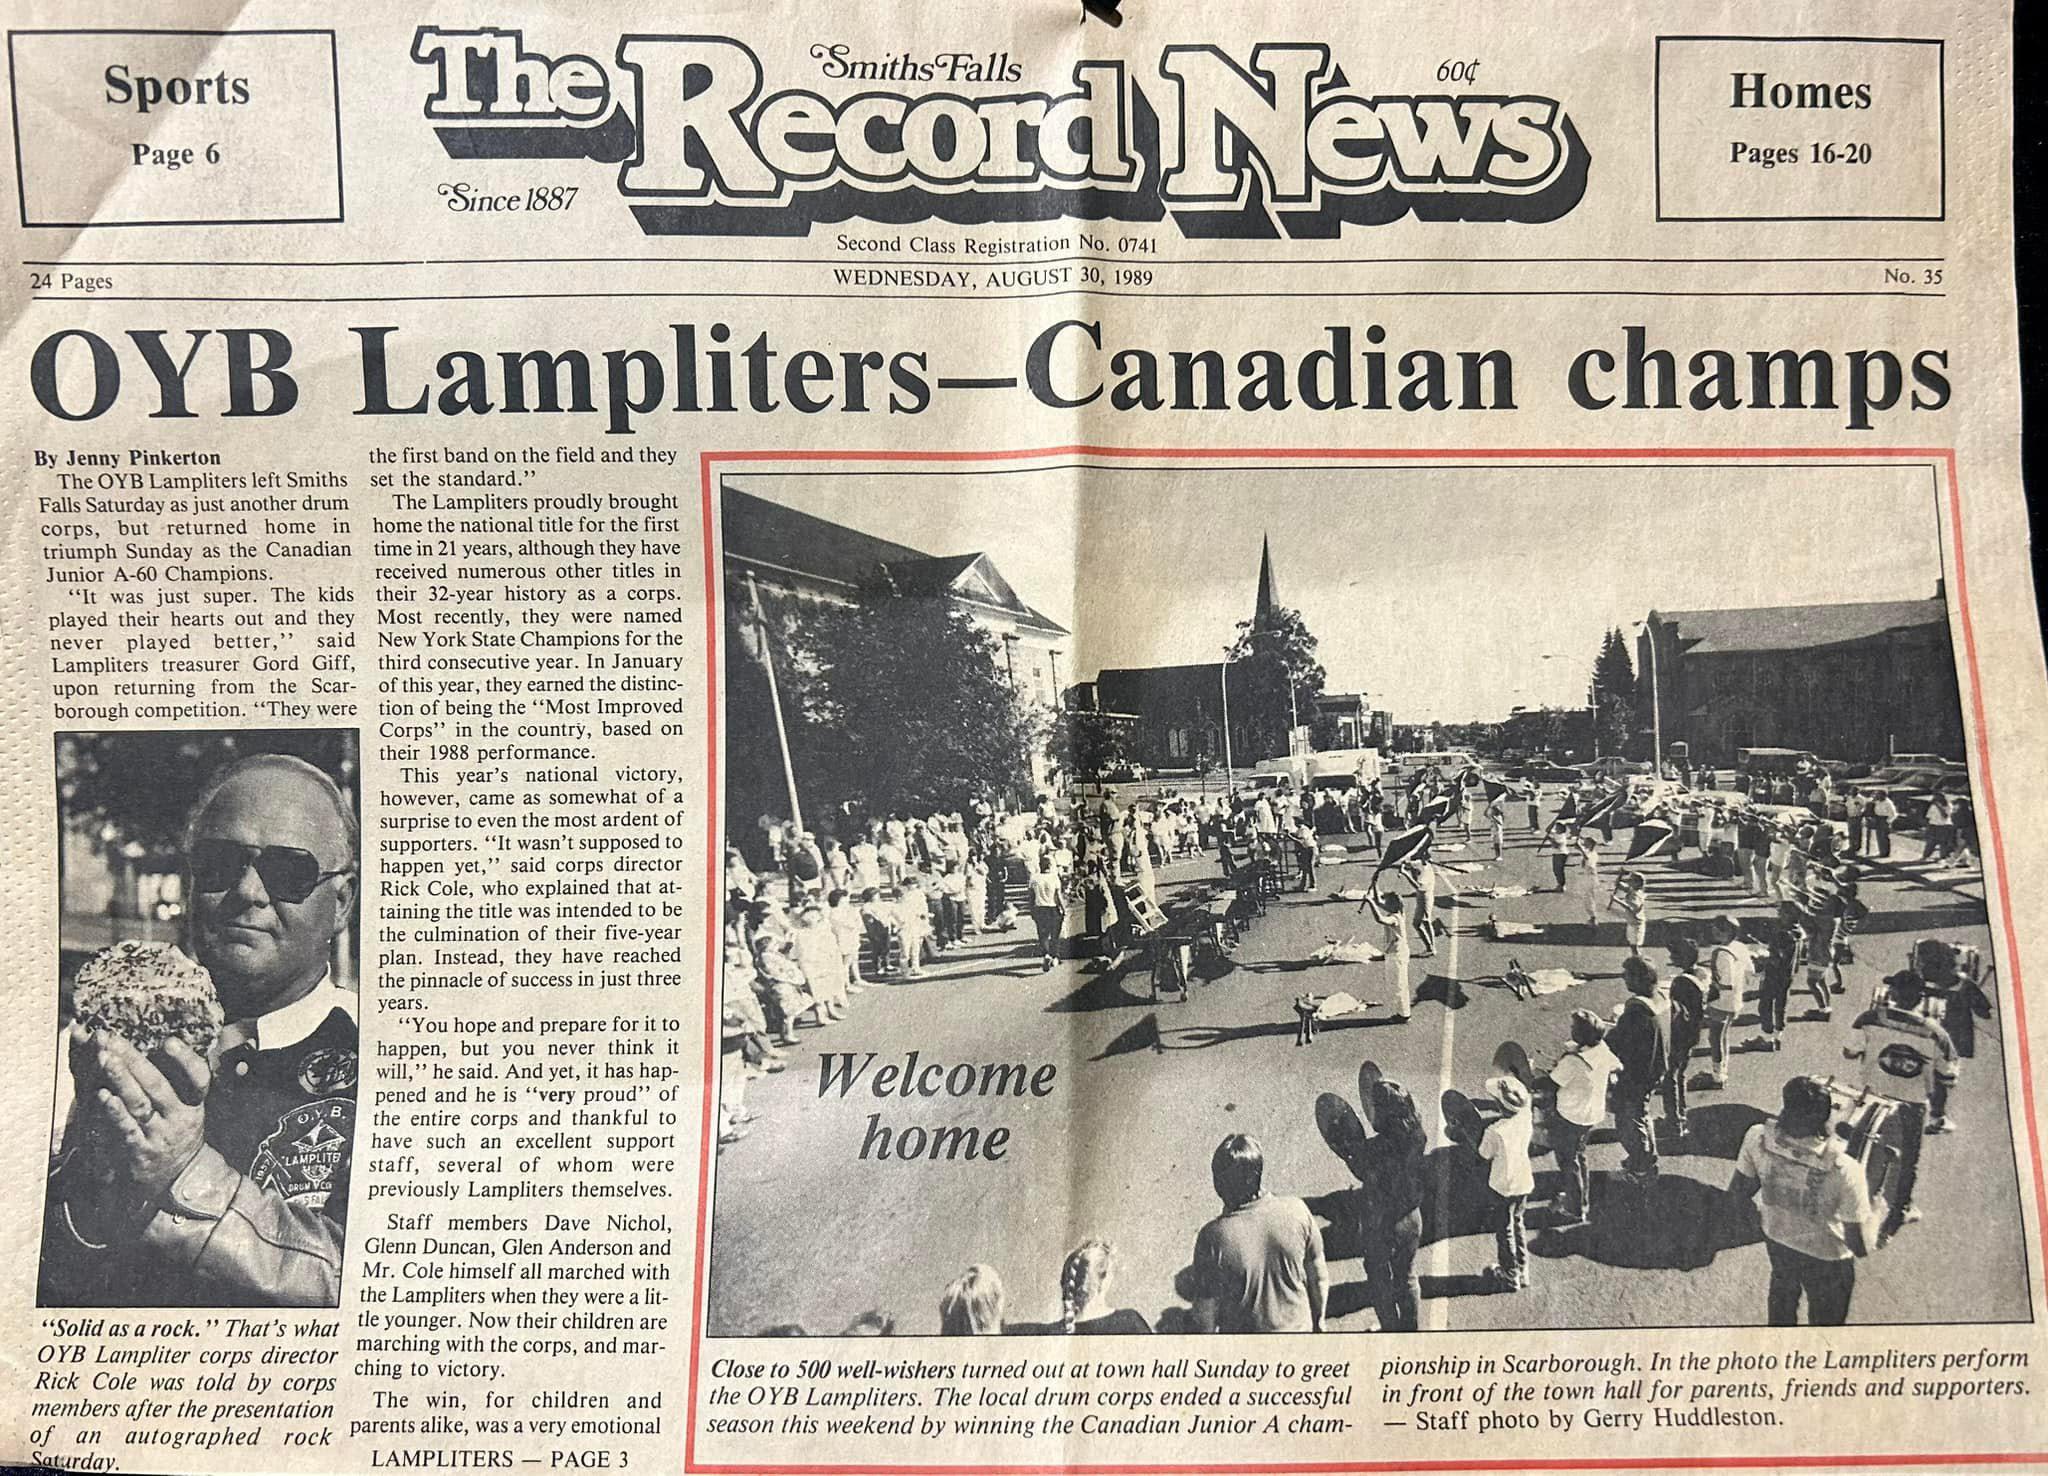 Sports
Page 6
The Record News
Smiths Falls
60¢
Since 1887
Homes
Pages 16-20
Second Class Registration No. 0741
24 Pages
WEDNESDAY, AUGUST 30, 1989
No. 35
OYB Lampliters—Canadian champs
By Jenny Pinkerton
The OYB Lampliters left Smiths
Falls Saturday as just another drum
corps, but returned home in
triumph Sunday as the Canadian
Junior A-60 Champions.
“It was just super. The kids
played their hearts out and they
never played better,” said
Lampliters treasurer Gord Giff,
upon returning from the Scar-
borough competition. “They were
the first band on the field and they
set the standard.”
The Lampliters proudly brought
home the national title for the first
time in 21 years, although they have
received numerous other titles in
their 32-year history as a corps.
Most recently, they were named
New York State Champions for the
third consecutive year. In January
of this year, they earned the distinc-
tion of being the “Most Improved
Corps” in the country, based on
their 1988 performance.
This year’s national victory,
however, came as somewhat of a
surprise to even the most ardent of
supporters. “It wasn’t supposed to
happen yet,” said corps director
Rick Cole, who explained that at-
taining the title was intended to be
the culmination of their five-year
plan. Instead, they have reached
the pinnacle of success in just three
years.
“You hope and prepare for it to
happen, but you never think it
will,” he said. And yet, it has hap-
pened and he is “very proud” of
the entire corps and thankful to
have such an excellent support
staff, several of whom were
previously Lampliters themselves.
Staff members Dave Nichol,
Glenn Duncan, Glen Anderson and
Mr. Cole himself all marched with
the Lampliters when they were a lit-
tle younger. Now their children are
marching with the corps, and mar-
ching to victory.
The win, for children and
parents alike, was a very emotional
LAMPLITERS — PAGE 3
O.Y.B.
LAMPLITE
DRUM
1957
“Solid as a rock.” That’s what
OYB Lampliter corps director
Rick Cole was told by corps
members after the presentation
of an autographed rock
Saturday.
Welcome
home
Close to 500 well-wishers turned out at town hall Sunday to greet
the OYB Lampliters. The local drum corps ended a successful
season this weekend by winning the Canadian Junior A cham-
pionship in Scarborough. In the photo the Lampliters perform
in front of the town hall for parents, friends and supporters.
— Staff photo by Gerry Huddleston.